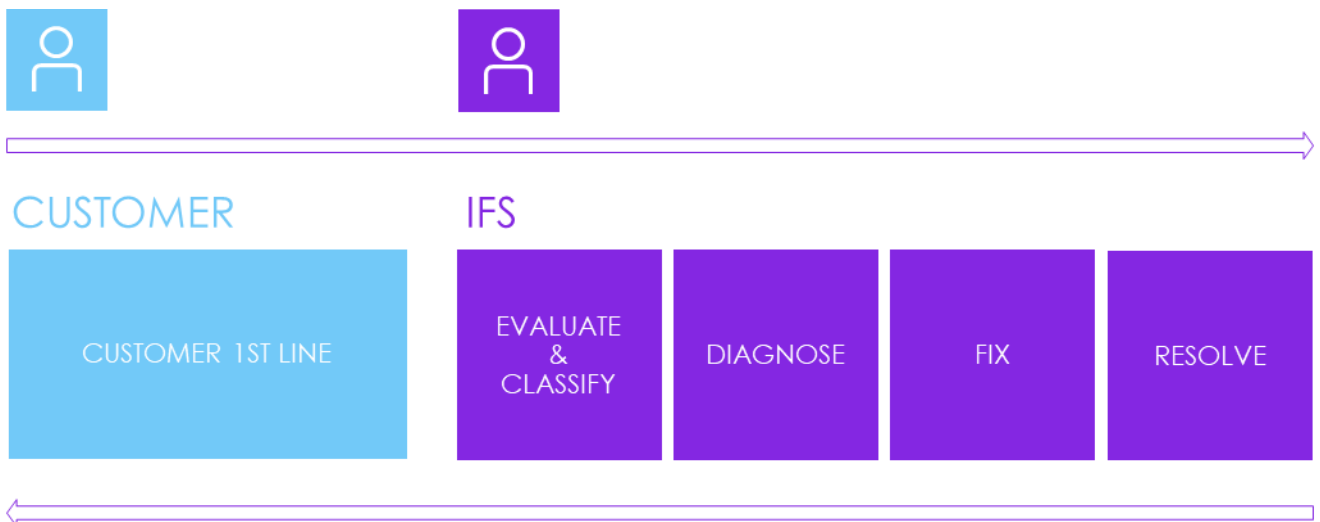 CUSTOMER
IFS
CUSTOMER 1ST LINE
EVALUATE
&
CLASSIFY
DIAGNOSE
FIX
RESOLVE